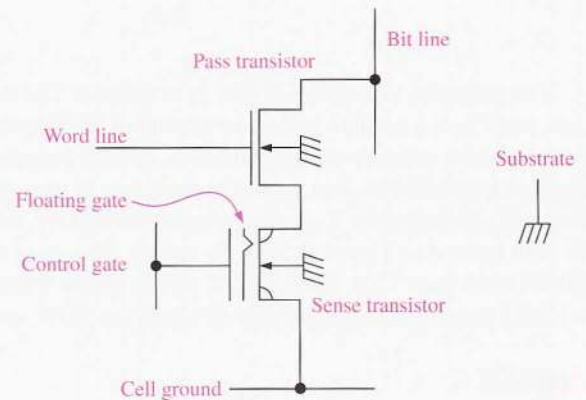 Bit line
Pass transistor
Word line
Substrate
Floating gate
Control gate
Sense transistor
Cell ground